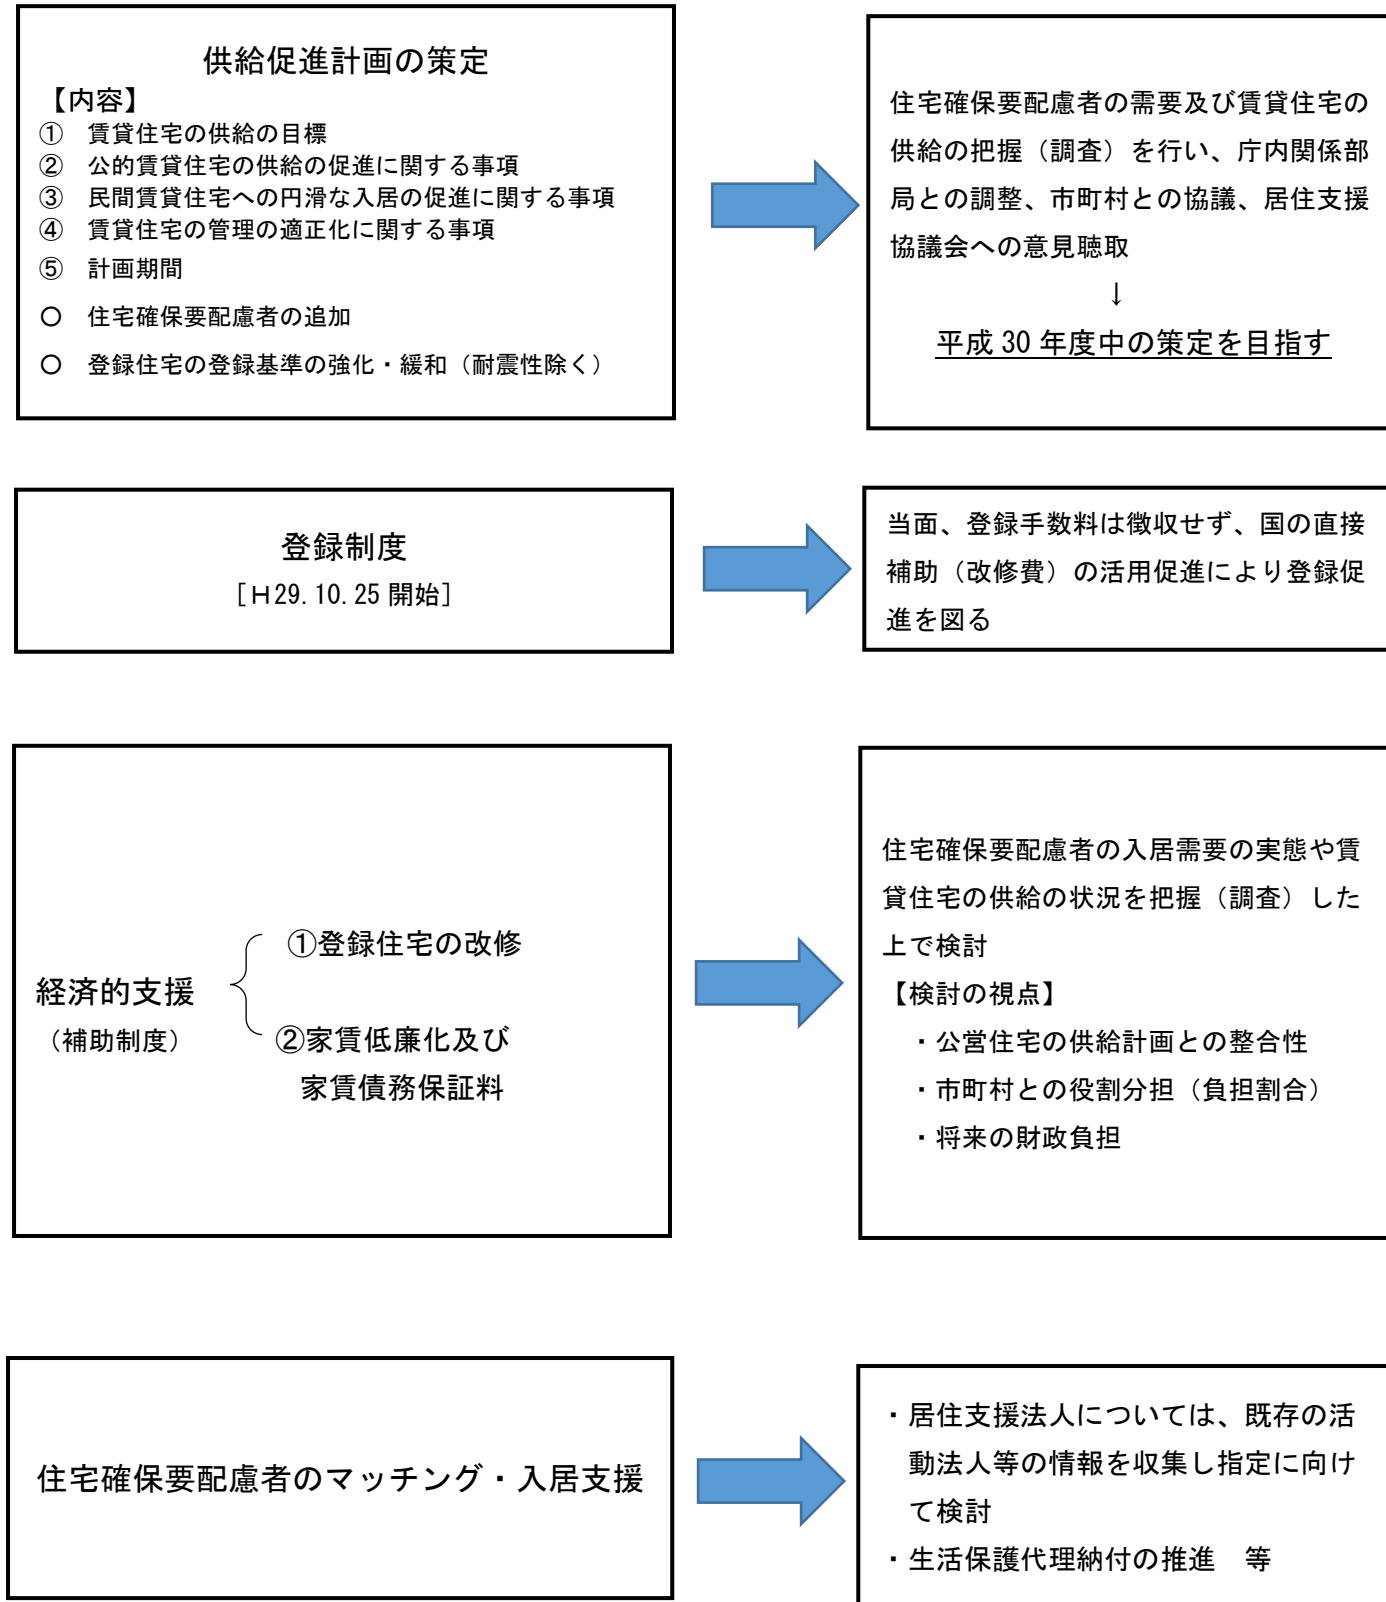 供給促進計画の策定
【内容】
① 賃貸住宅の供給の目標
② 公的賃貸住宅の供給の促進に関する事項
③ 民間賃貸住宅への円滑な入居の促進に関する事項
④ 賃貸住宅の管理の適正化に関する事項
⑤ 計画期間
○ 住宅確保要配慮者の追加
○ 登録住宅の登録基準の強化・緩和（耐震性除く）
住宅確保要配慮者の需要及び賃貸住宅の
供給の把握（調査）を行い、庁内関係部
局との調整、市町村との協議、居住支援
協議会への意見聴取
↓
平成 30 年度中の策定を目指す
登録制度
［Ｈ29.10.25 開始］
当面、登録手数料は徴収せず、国の直接
補助（改修費）の活用促進により登録促
進を図る
経済的支援
（補助制度）
①登録住宅の改修
②家賃低廉化及び
家賃債務保証料
住宅確保要配慮者の入居需要の実態や賃
貸住宅の供給の状況を把握（調査）した
上で検討
【検討の視点】
・公営住宅の供給計画との整合性
・市町村との役割分担（負担割合）
・将来の財政負担
住宅確保要配慮者のマッチング・入居支援
・居住支援法人については、既存の活
動法人等の情報を収集し指定に向け
て検討
・生活保護代理納付の推進　等